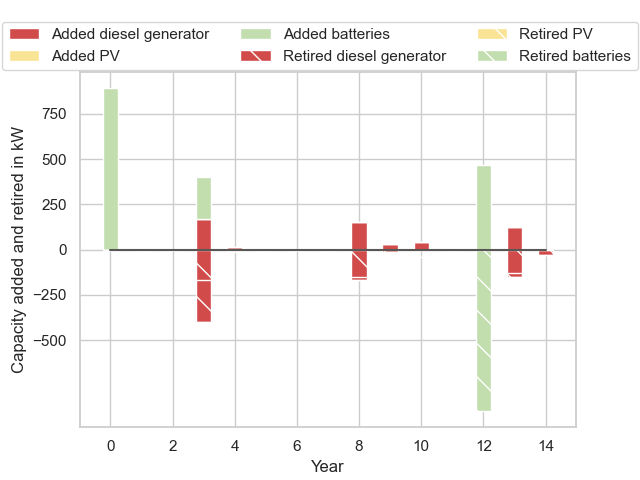 Added diesel generator Added batteries Retired PV
Added PV Retired diesel generator Retired batteries
750
500
250
0
−250
−500
Capacity added and retired in kW
0 2 4 6 8 10 12 14
Year